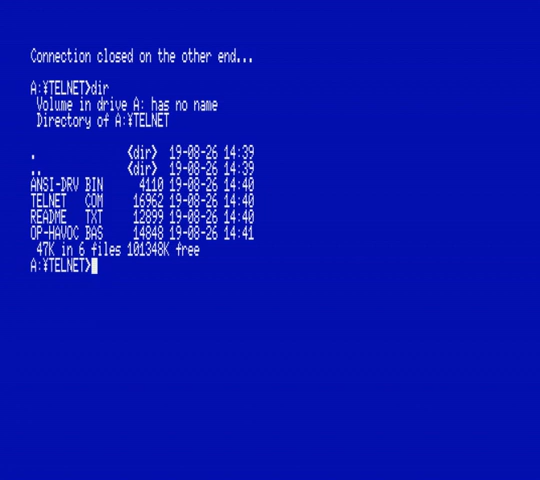 Connection closed on the other end...
A:¥TELNET>dir
Volume in drive A: has no name
Directory of A:¥TELNET
. <dir> 19-08-26 14:39
.. <dir> 19-08-26 14:39
ANSI-DRV BIN 4110 19-08-26 14:40
TELNET COM 16962 19-08-26 14:40
README TXT 12899 19-08-26 14:40
OP-HAVOC BAS 14848 19-08-26 14:41
47K in 6 files 101348K free
A:¥TELNET>